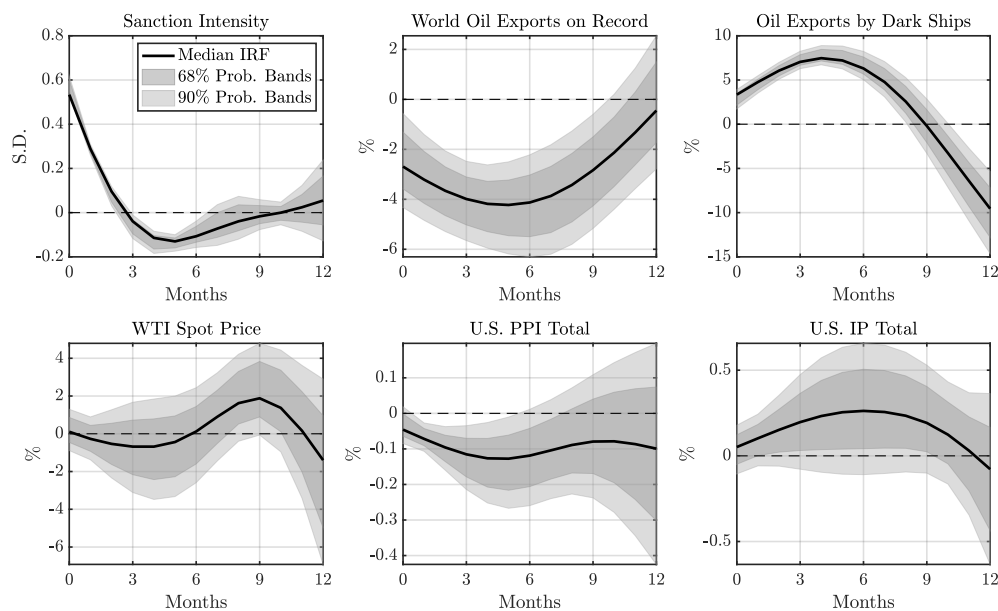 Sanction Intensity
0.8
0.6
0.4
0.2
0
-0.2
S.D.
Median IRF
68% Prob. Bands
90% Prob. Bands
0 3 6 9 12
Months
World Oil Exports on Record
2
0
-2
-4
-6
%
0 3 6 9 12
Months
Oil Exports by Dark Ships
10
5
0
-5
-10
-15
%
0 3 6 9 12
Months
WTI Spot Price
4
2
0
-2
-4
-6
%
0 3 6 9 12
Months
U.S. PPI Total
0.1
0
-0.1
-0.2
-0.3
-0.4
%
0 3 6 9 12
Months
U.S. IP Total
0.5
0
-0.5
%
0 3 6 9 12
Months